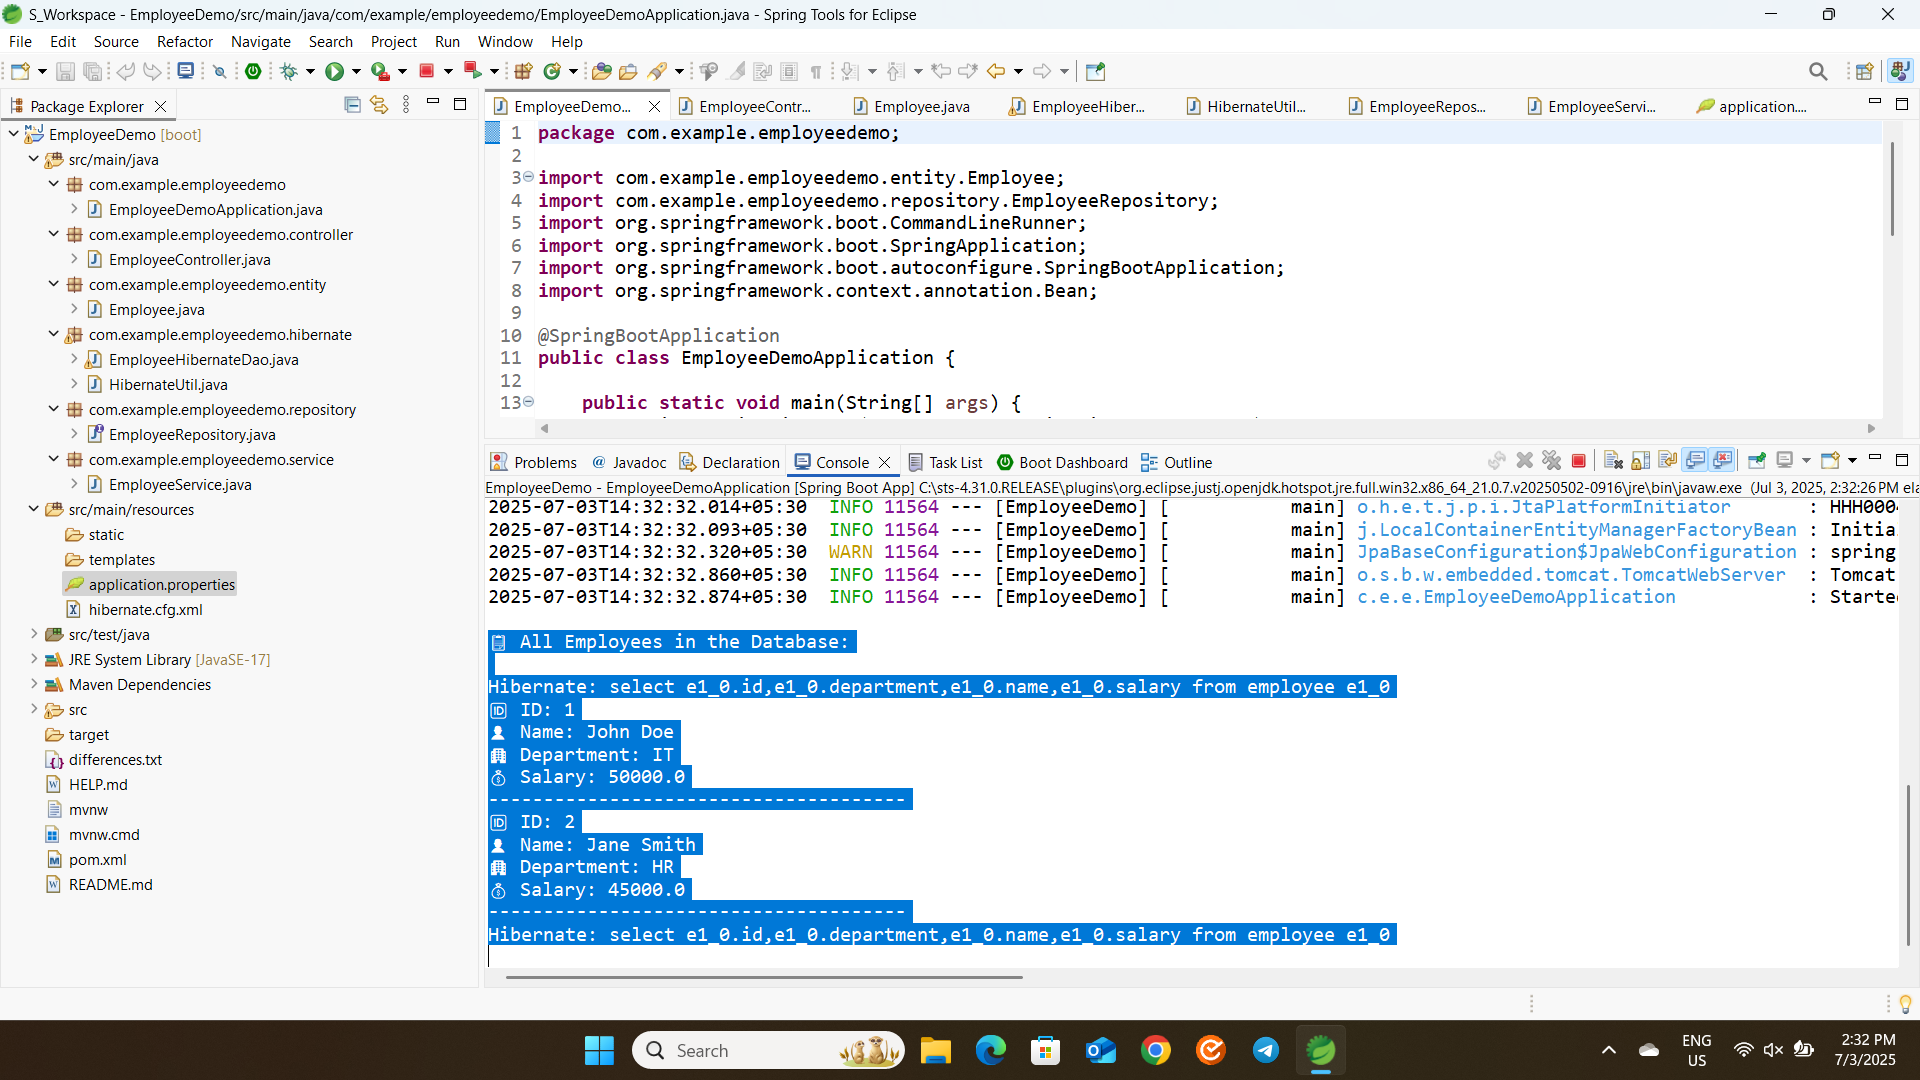 S_Workspace - EmployeeDemo/src/main/java/com/example/employeedemo/EmployeeDemoApplication.java - Spring Tools for Eclipse
File Edit Source Refactor Navigate Search Project Run Window Help
Package Explorer
EmployeeDemo [boot]
src/main/java
com.example.employeedemo
EmployeeDemoApplication.java
com.example.employeedemo.controller
EmployeeController.java
com.example.employeedemo.entity
Employee.java
com.example.employeedemo.hibernate
EmployeeHibernateDao.java
HibernateUtil.java
com.example.employeedemo.repository
EmployeeRepository.java
com.example.employeedemo.service
EmployeeService.java
src/main/resources
static
templates
application.properties
hibernate.cfg.xml
src/test/java
JRE System Library [JavaSE-17]
Maven Dependencies
src
target
differences.txt
HELP.md
mvnw
mvnw.cmd
pom.xml
README.md
EmployeeDemo... EmployeeContr... Employee.java EmployeeHiber... HibernateUtil... EmployeeRepos... EmployeeServi... application....
1 package com.example.employeedemo;
2
3 import com.example.employeedemo.entity.Employee;
4 import com.example.employeedemo.repository.EmployeeRepository;
5 import org.springframework.boot.CommandLineRunner;
6 import org.springframework.boot.SpringApplication;
7 import org.springframework.boot.autoconfigure.SpringBootApplication;
8 import org.springframework.context.annotation.Bean;
9
10 @SpringBootApplication
11 public class EmployeeDemoApplication {
12
13 public static void main(String[] args) {
Problems Javadoc Declaration Console Task List Boot Dashboard Outline
EmployeeDemo - EmployeeDemoApplication [Spring Boot App] C:\sts-4.31.0.RELEASE\plugins\org.eclipse.justj.openjdk.hotspot.jre.full.win32.x86_64_21.0.7.v20250502-0916\jre\bin\javaw.exe (Jul 3, 2025, 2:32:26 PM ela
2025-07-03T14:32:32.014+05:30 INFO 11564 --- [EmployeeDemo] [ main] o.h.e.t.j.p.i.JtaPlatformInitiator : HHH000
2025-07-03T14:32:32.093+05:30 INFO 11564 --- [EmployeeDemo] [ main] j.LocalContainerEntityManagerFactoryBean : Initia
2025-07-03T14:32:32.320+05:30 WARN 11564 --- [EmployeeDemo] [ main] JpaBaseConfiguration$JpaWebConfiguration : spring
2025-07-03T14:32:32.860+05:30 INFO 11564 --- [EmployeeDemo] [ main] o.s.b.w.embedded.tomcat.TomcatWebServer : Tomcat
2025-07-03T14:32:32.874+05:30 INFO 11564 --- [EmployeeDemo] [ main] c.e.e.EmployeeDemoApplication : Starte
All Employees in the Database:
Hibernate: select e1_0.id,e1_0.department,e1_0.name,e1_0.salary from employee e1_0
ID: 1
Name: John Doe
Department: IT
Salary: 50000.0
--------------------------------------
ID: 2
Name: Jane Smith
Department: HR
Salary: 45000.0
--------------------------------------
Hibernate: select e1_0.id,e1_0.department,e1_0.name,e1_0.salary from employee e1_0
Search
ENG
US
2:32 PM
7/3/2025